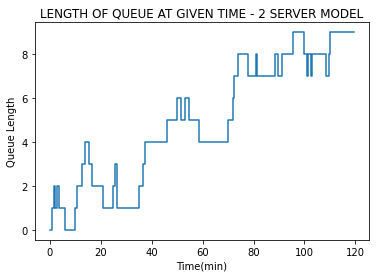 LENGTH OF QUEUE AT GIVEN TIME - 2 SERVER MODEL
8
6
4
2
0
Queue Length
0 20 40 60 80 100 120
Time(min)